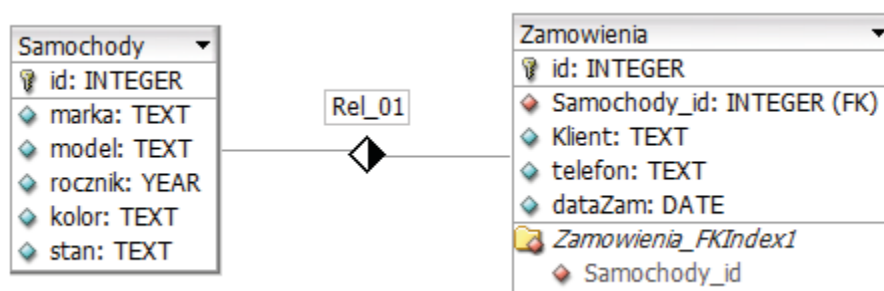 Samochody
id: INTEGER
marka: TEXT
model: TEXT
rocznik: YEAR
kolor: TEXT
stan: TEXT
Rel_01
Zamowienia
id: INTEGER
Samochody_id: INTEGER (FK)
Klient: TEXT
telefon: TEXT
dataZam: DATE
Zamowienia_FKIndex1
Samochody_id